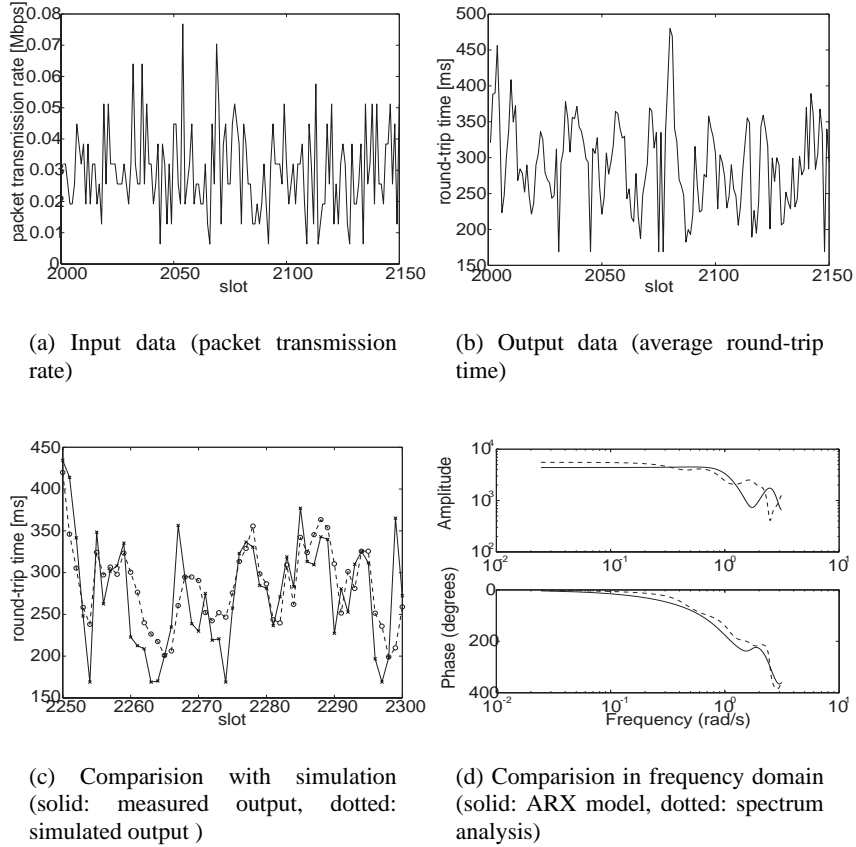 packet transmission rate [Mbps]
0.08
0.07
0.06
0.05
0.04
0.03
0.02
0.01
0
2000 2050 2100 2150
slot
(a) Input data (packet transmission
rate)
round-trip time [ms]
500
450
400
350
300
250
200
150
2000 2050 2100 2150
slot
(b) Output data (average round-trip
time)
round-trip time [ms]
450
400
350
300
250
200
150
2250 2260 2270 2280 2290 2300
slot
(c) Comparision with simulation
(solid: measured output, dotted:
simulated output )
Amplitude
10^4
10^3
10^2
10^-2 10^-1 10^0 10^1
Phase (degrees)
0
200
400
10^-2 10^-1 10^0 10^1
Frequency (rad/s)
(d) Comparision in frequency domain
(solid: ARX model, dotted: spectrum
analysis)